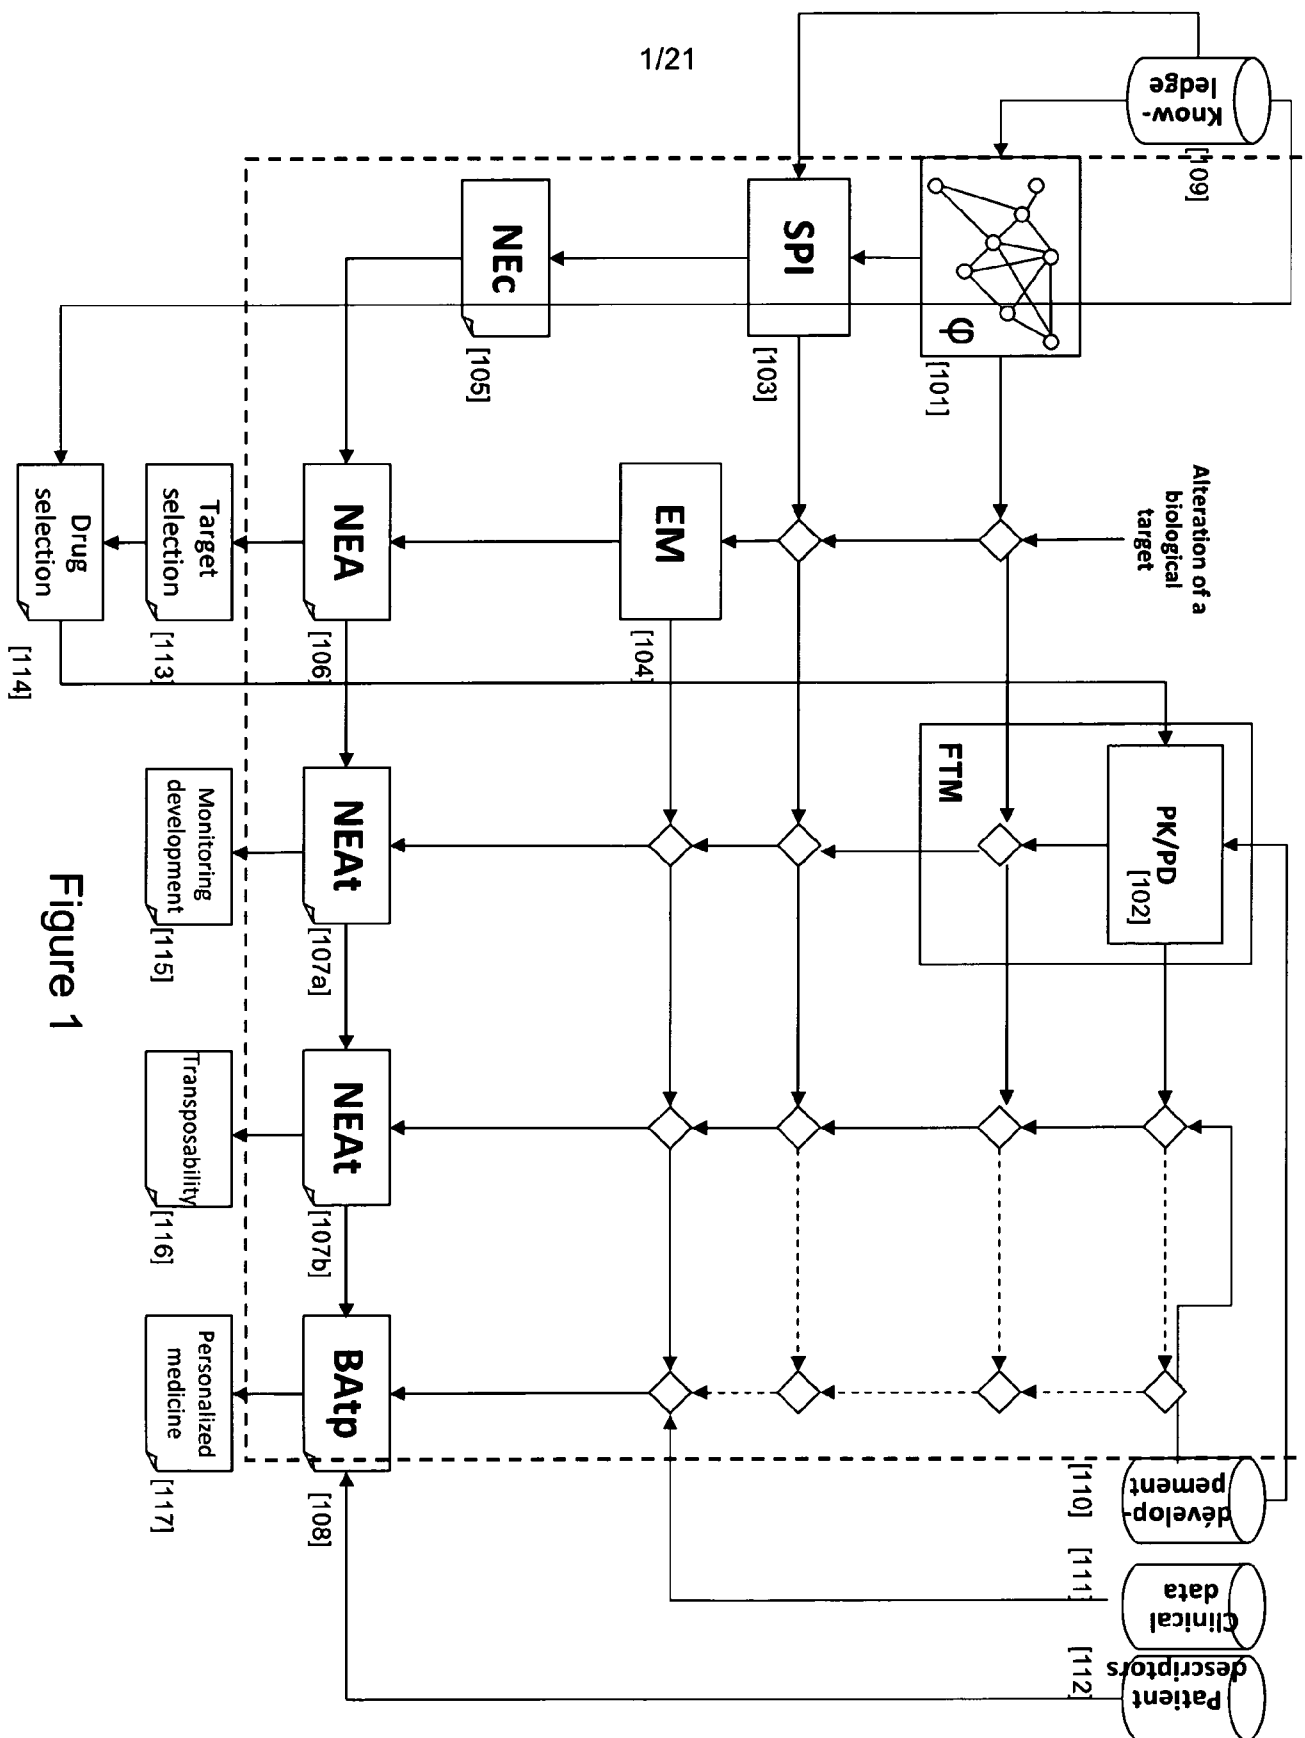 1/21
Know-
ledge
[109]
φ
[101]
SPI
[103]
NEc
[105]
Alteration of a
biological
target
EM
[104]
NEA
[106]
Target
selection
[113]
Drug
selection
[114]
PK/PD
[102]
FTM
NEAt
[107a]
Monitoring
development
[115]
NEAt
[107b]
Transposability
[116]
BAtp
[108]
Personalized
medicine
[117]
dévelop-
pement
[110]
Clinical
data
[111]
Patient
descriptors
[112]
Figure 1